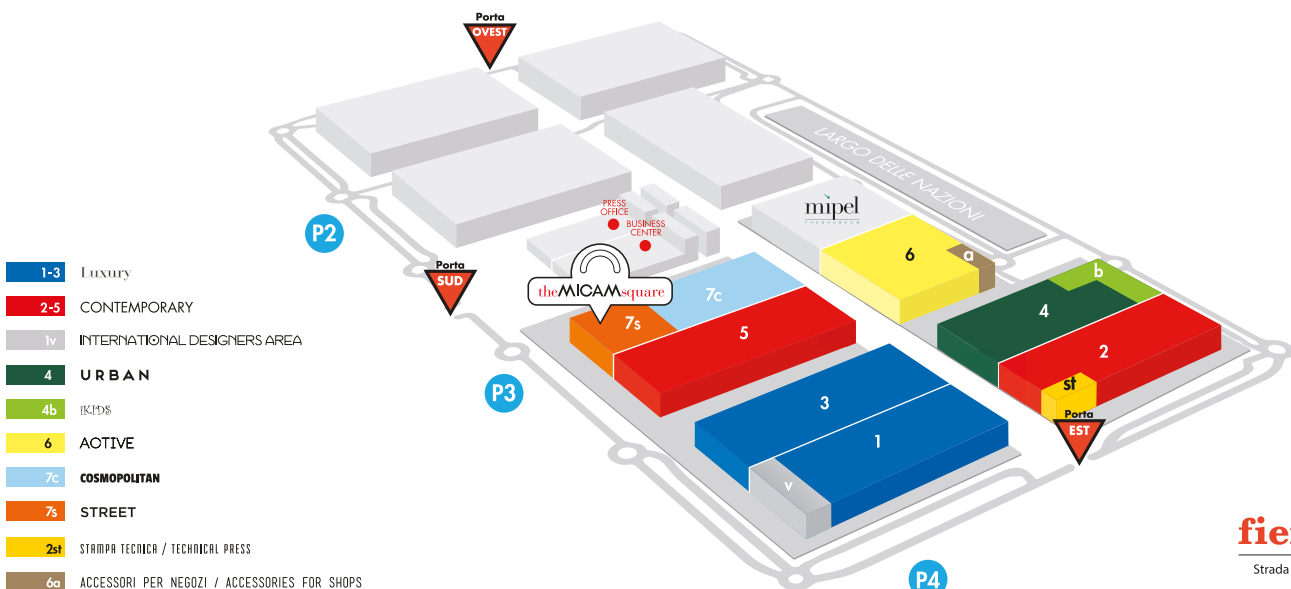 Porta
OVEST
LARGO DELLE NAZIONI
mipel
THEBAGSHOW
PRESS
OFFICE
BUSINESS
CENTER
P2
Porta
SUD
theMICAMsquare
6
a
b
7c
4
7s
5
2
st
Porta
EST
P3
3
1
v
P4
1-3 Luxury
2-5 CONTEMPORARY
1v INTERNATIONAL DESIGNERS AREA
4 URBAN
4b KIDS
6 ACTIVE
7c COSMOPOLITAN
7s STREET
2st STAMPA TECNICA / TECHNICAL PRESS
6a ACCESSORI PER NEGOZI / ACCESSORIES FOR SHOPS
fie
Strada